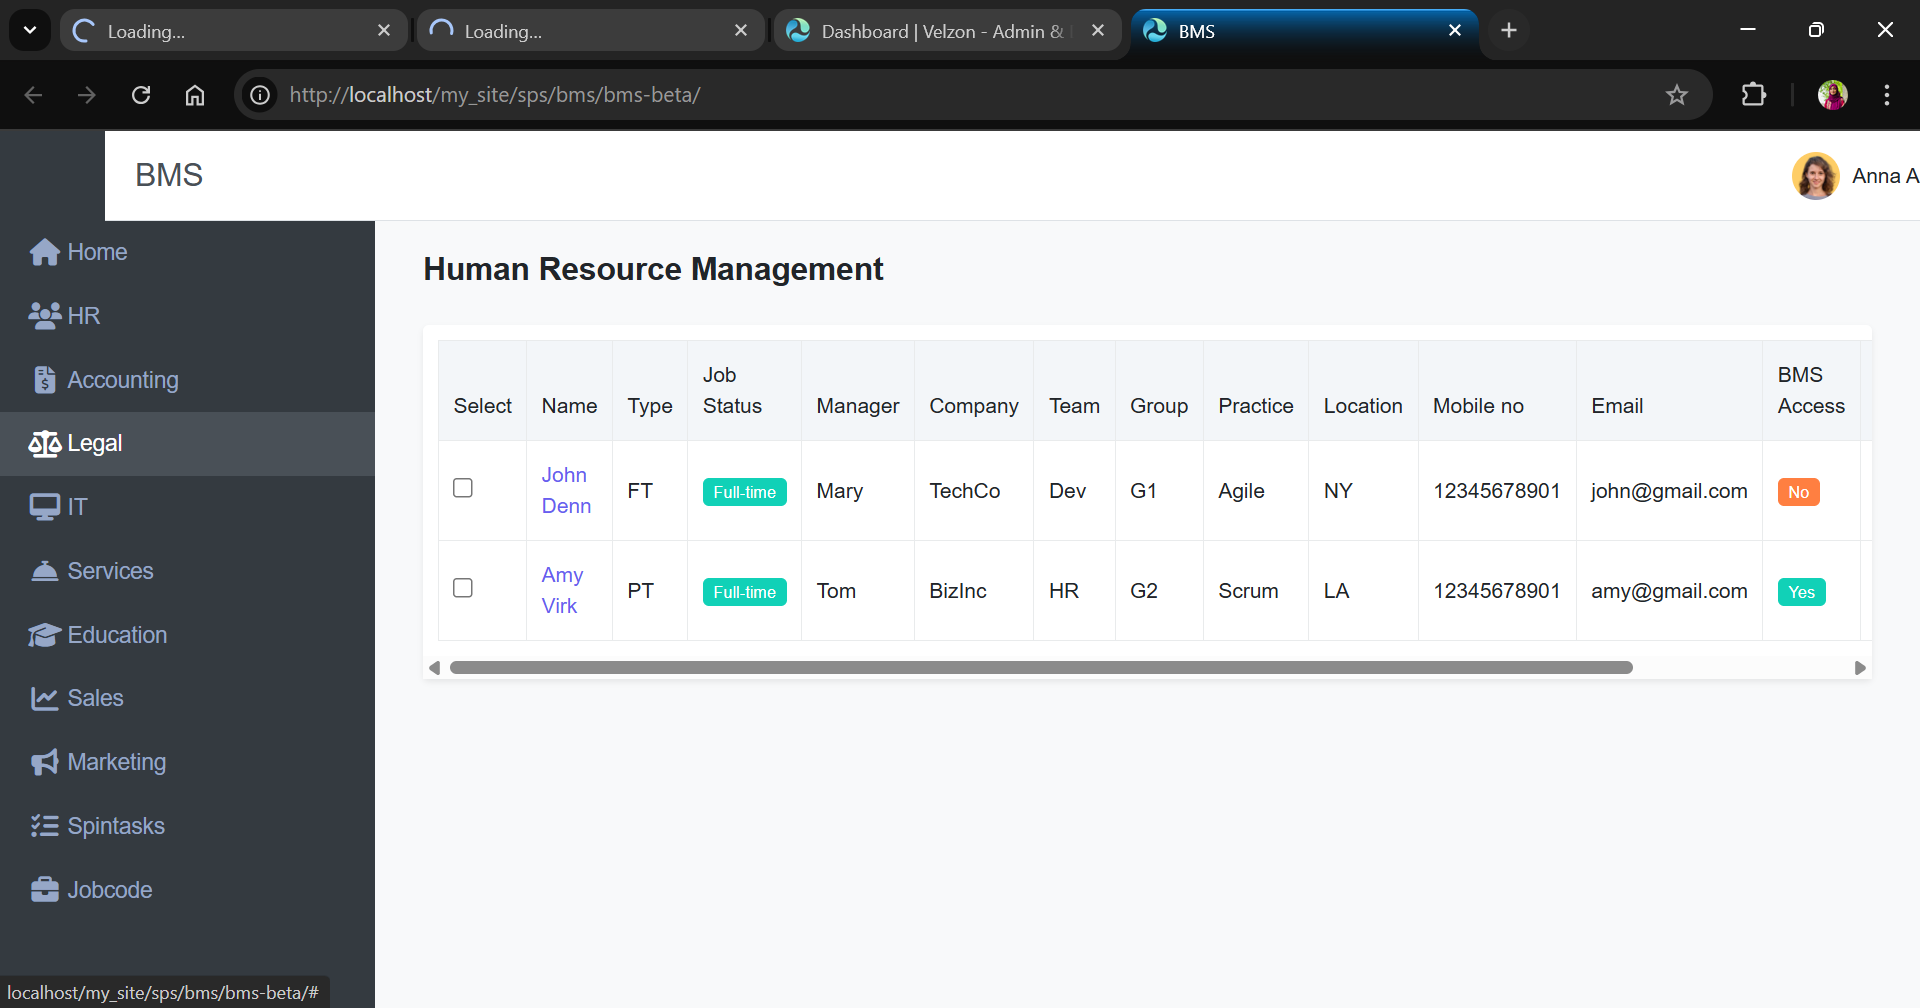 Loading...
Loading...
Dashboard | Velzon - Admin &
BMS
http://localhost/my_site/sps/bms/bms-beta/
BMS
Anna A
Home
HR
Accounting
Legal
IT
Services
Education
Sales
Marketing
Spintasks
Jobcode
Human Resource Management
Select Name Type Job Status Manager Company Team Group Practice Location Mobile no Email BMS Access
John Denn FT Full-time Mary TechCo Dev G1 Agile NY 12345678901 john@gmail.com No
Amy Virk PT Full-time Tom BizInc HR G2 Scrum LA 12345678901 amy@gmail.com Yes
localhost/my_site/sps/bms/bms-beta/#